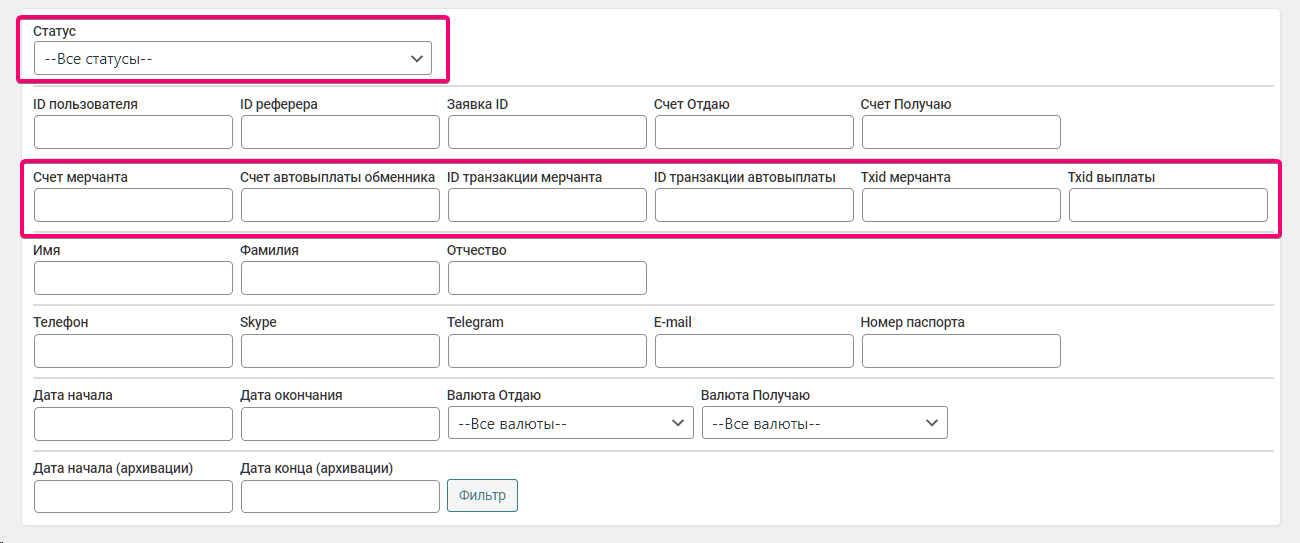 Статус
--Все статусы--
ID пользователя ID реферера Заявка ID Счет Отдаю Счет Получаю
Счет мерчанта Счет автовыплаты обменника ID транзакции мерчанта ID транзакции автовыплаты Txid мерчанта Txid выплаты
Имя Фамилия Отчество
Телефон Skype Telegram E-mail Номер паспорта
Дата начала Дата окончания Валюта Отдаю Валюта Получаю
--Все валюты-- --Все валюты--
Дата начала (архивации) Дата конца (архивации)
Фильтр